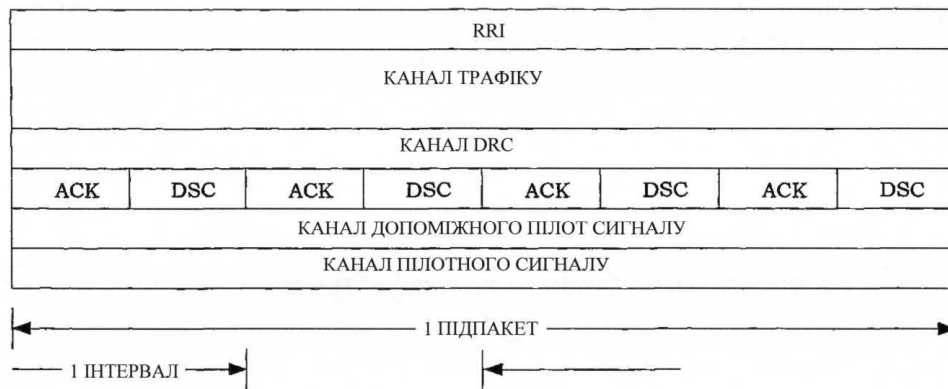 RRI
КАНАЛ ТРАФІКУ
КАНАЛ DRC
ACK DSC ACK DSC ACK DSC ACK DSC
КАНАЛ ДОПОМІЖНОГО ПІЛОТ СИГНАЛУ
КАНАЛ ПІЛОТНОГО СИГНАЛУ
1 ПІДПАКЕТ
1 ІНТЕРВАЛ